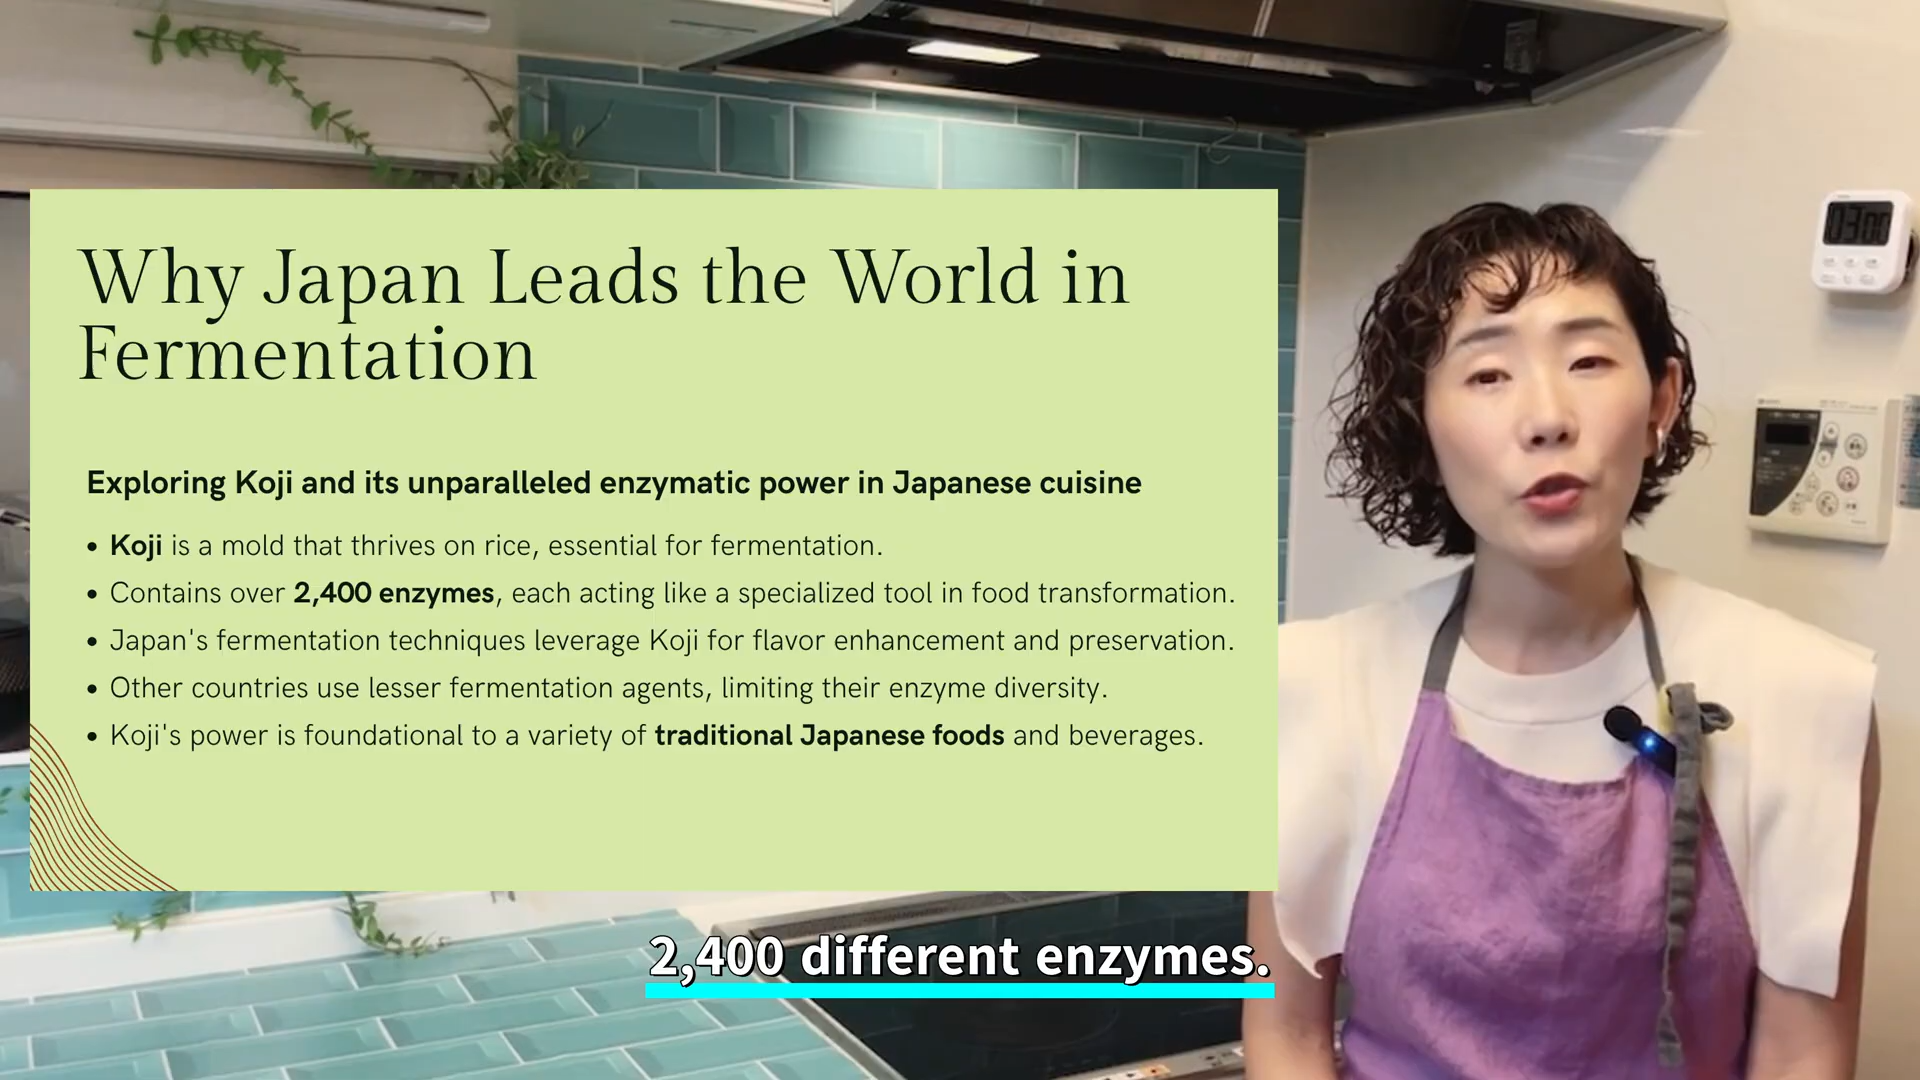 03:00
Why Japan Leads the World in
Fermentation
Exploring Koji and its unparalleled enzymatic power in Japanese cuisine
• Koji is a mold that thrives on rice, essential for fermentation.
• Contains over 2,400 enzymes, each acting like a specialized tool in food transformation.
• Japan's fermentation techniques leverage Koji for flavor enhancement and preservation.
• Other countries use lesser fermentation agents, limiting their enzyme diversity.
• Koji's power is foundational to a variety of traditional Japanese foods and beverages.
2,400 different enzymes.